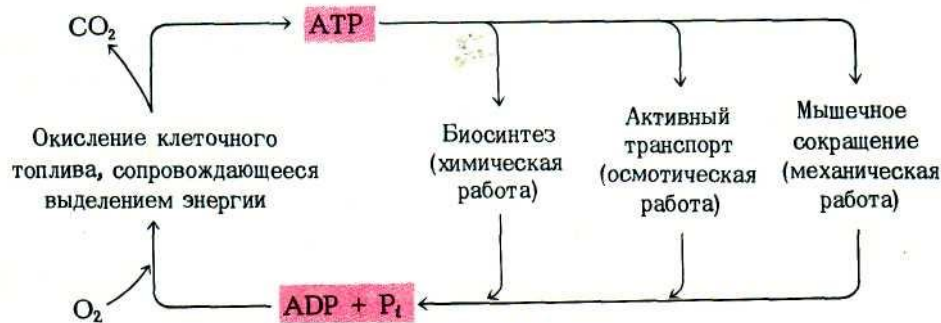 CO₂
ATP
Окисление клеточного
топлива, сопровождающееся
выделением энергии
Биосинтез
(химическая
работа)
Активный
транспорт
(осмотическая
работа)
Мышечное
сокращение
(механическая
работа)
O₂
ADP + Pᵢ